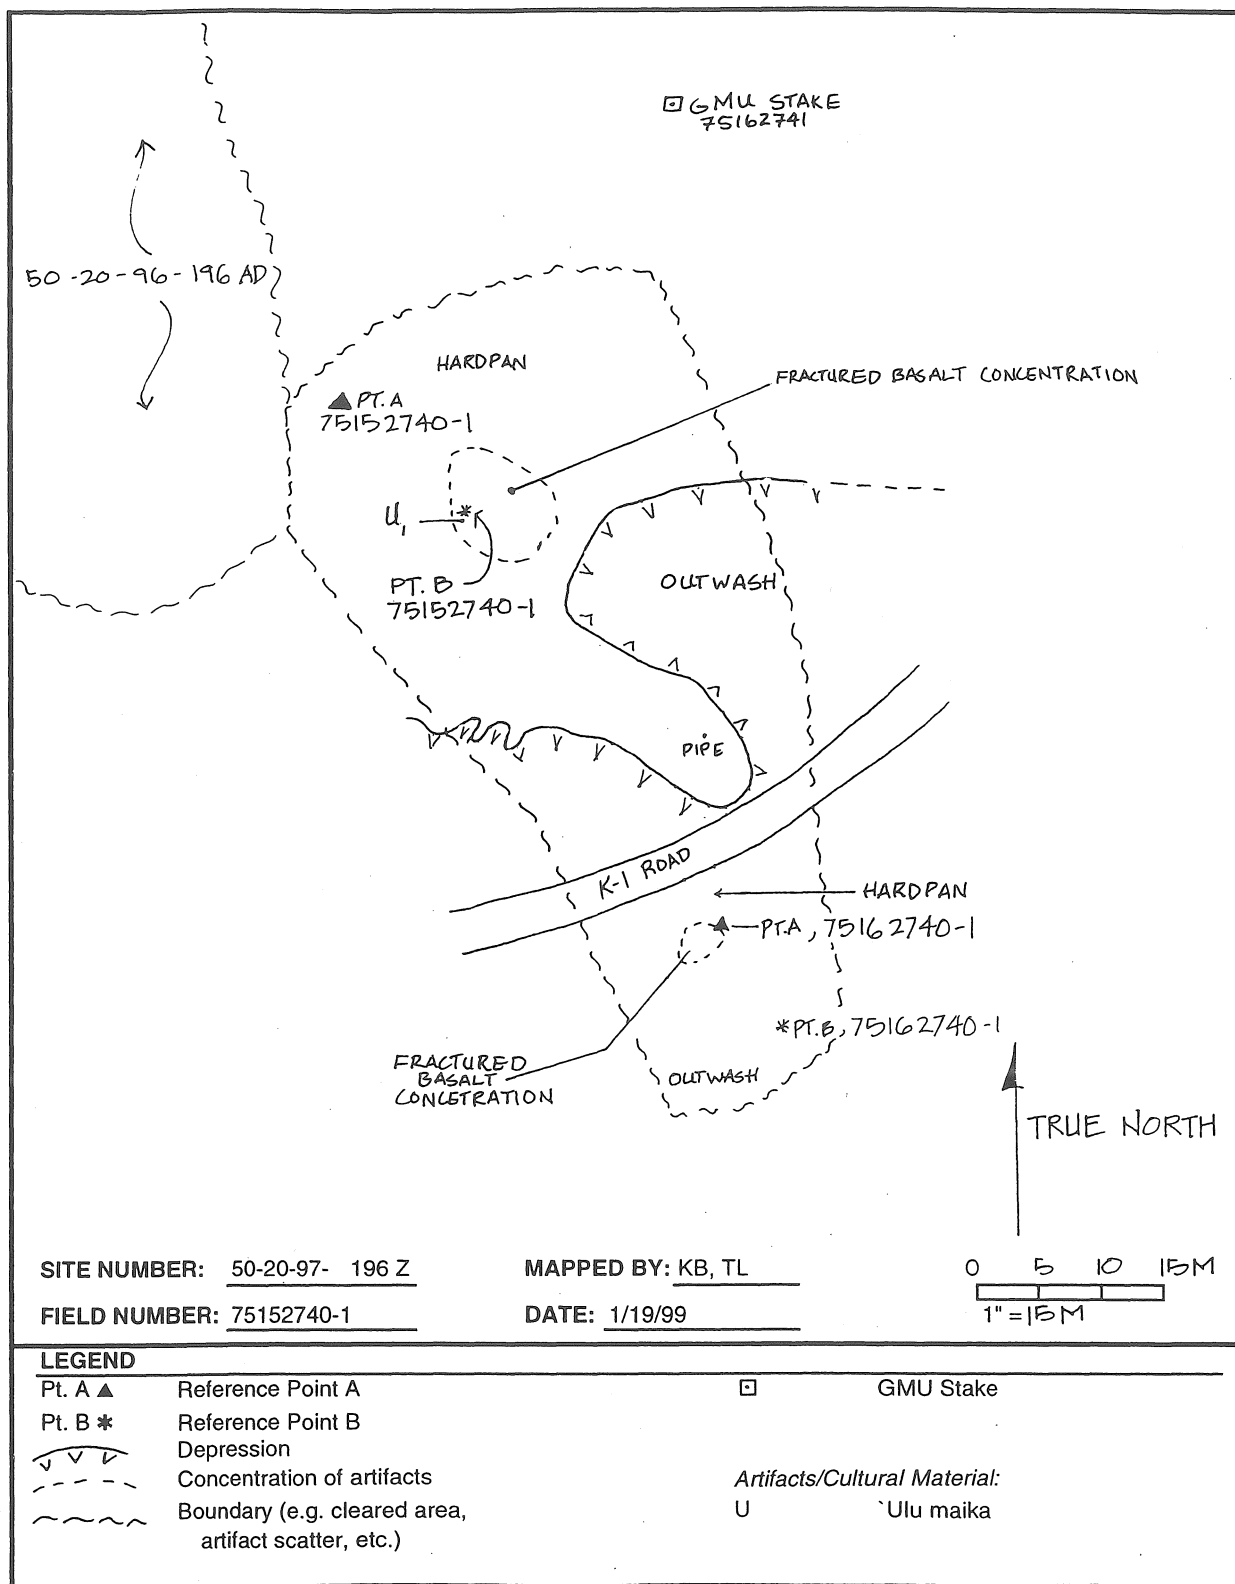 GMU STAKE
75162741
50-20-96-196 AD
HARDPAN
FRACTURED BASALT CONCENTRATION
PT. A
75152740-1
U1
PT. B
75152740-1
OUTWASH
PIPE
K-1 ROAD
HARDPAN
PT.A, 75162740-1
*PT.B, 75162740-1
FRACTURED
BASALT
CONCETRATION
OUTWASH
TRUE NORTH
SITE NUMBER: 50-20-97- 196 Z
MAPPED BY: KB, TL
0 5 10 15M
FIELD NUMBER: 75152740-1
DATE: 1/19/99
1" = 15M
LEGEND
Pt. A ▲ Reference Point A
GMU Stake
Pt. B * Reference Point B
Depression
Concentration of artifacts
Artifacts/Cultural Material:
Boundary (e.g. cleared area,
artifact scatter, etc.)
U `Ulu maika